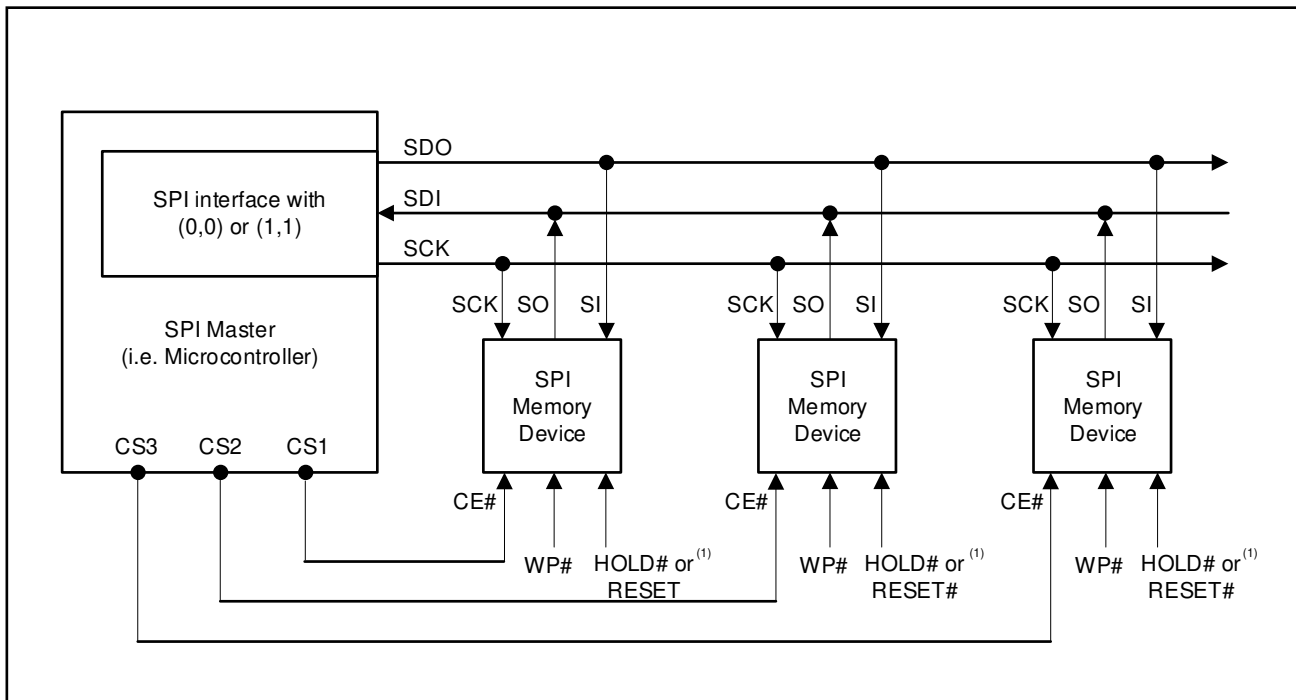 SDO
SPI interface with
(0,0) or (1,1)
SDI
SCK
SPI Master
(i.e. Microcontroller)
SCK SO SI
SCK SO SI
SCK SO SI
SPI
Memory
Device
SPI
Memory
Device
SPI
Memory
Device
CS3 CS2 CS1
CE#
WP#
HOLD# or (1)
RESET
CE#
WP#
HOLD# or (1)
RESET#
CE#
WP#
HOLD# or (1)
RESET#